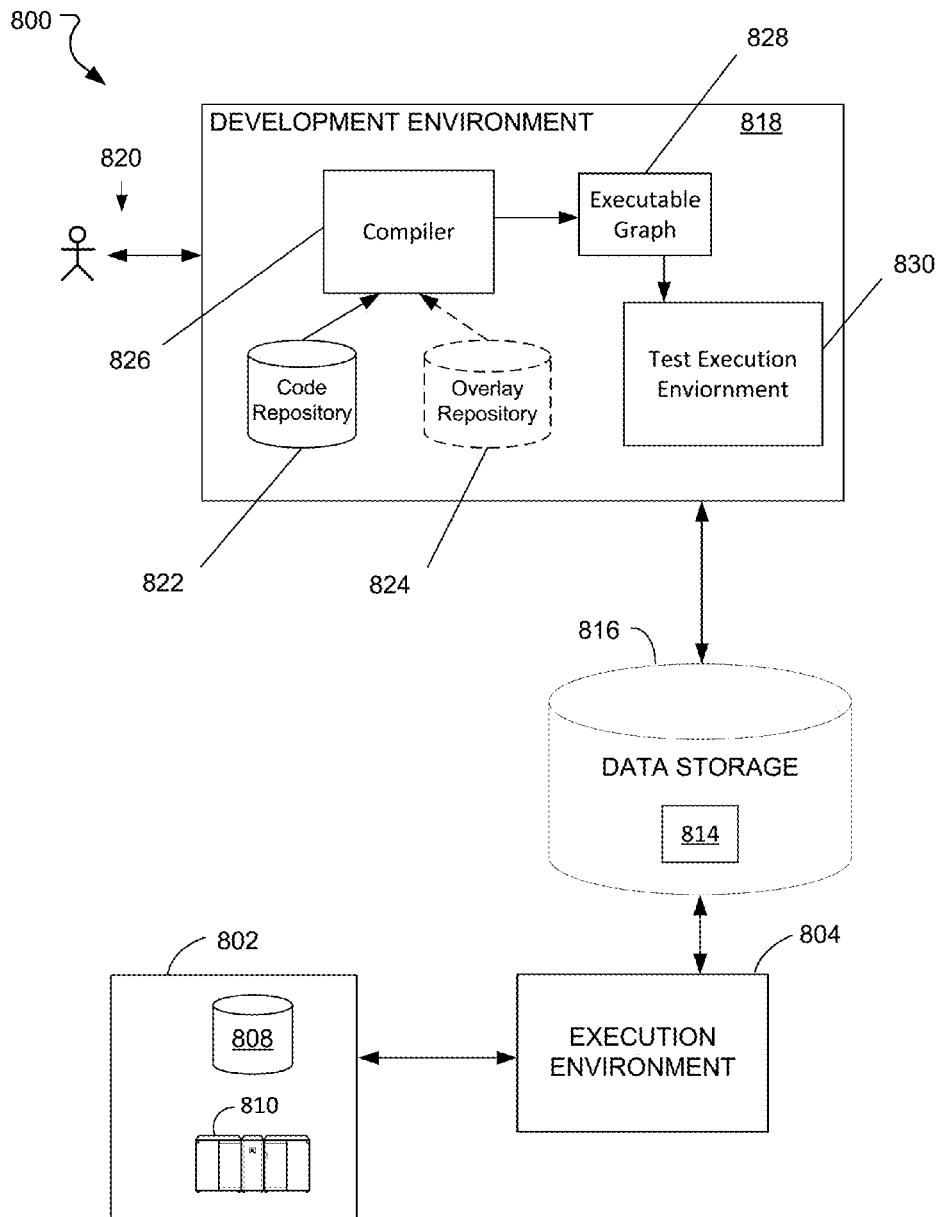 800
828
DEVELOPMENT ENVIRONMENT 818
820
Compiler
Executable
Graph
830
826
Code
Repository
Overlay
Repository
Test Execution
Enviornment
822
824
816
DATA STORAGE
814
802
804
808
EXECUTION
ENVIRONMENT
810